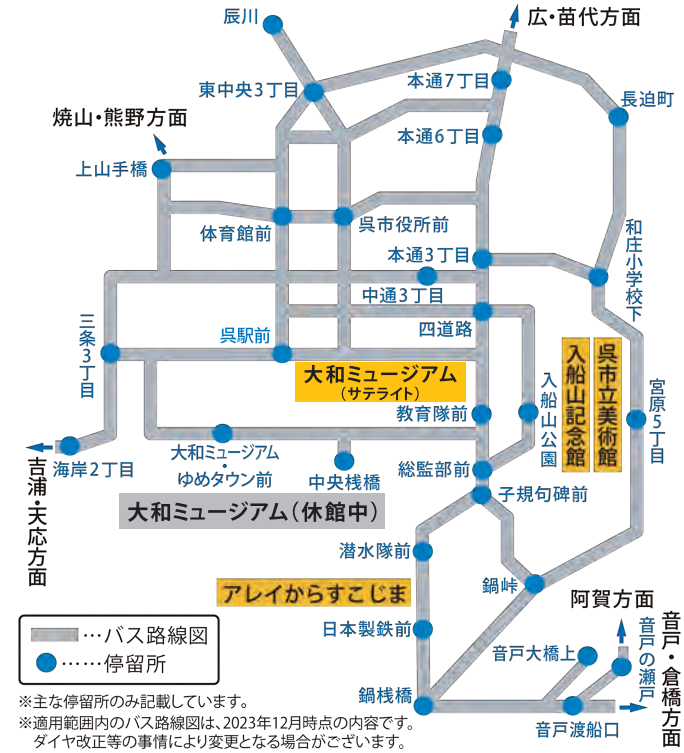 辰川
広・苗代方面
東中央3丁目
本通7丁目
長迫町
焼山・熊野方面
本通6丁目
上山手橋
体育館前
呉市役所前
和庄小学校下
本通3丁目
中通3丁目
三条3丁目
呉駅前
四道路
大和ミュージアム
(サテライト)
入船山公園
入船山記念館
呉市立美術館
宮原5丁目
教育隊前
海岸2丁目
大和ミュージアム・
ゆめタウン前
中央桟橋
総監部前
子規句碑前
吉浦・天応方面
大和ミュージアム(休館中)
潜水隊前
アレイからすこじま
鍋峠
阿賀方面
日本製鉄前
音戸大橋上
音戸の瀬戸
音戸・倉橋方面
鍋桟橋
音戸渡船口
…バス路線図
……停留所
※主な停留所のみ記載しています。
※適用範囲内のバス路線図は、2023年12月時点の内容です。
ダイヤ改正等の事情により変更となる場合がございます。